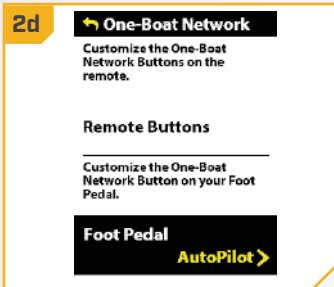 2d
One-Boat Network
Customize the One-Boat
Network Buttons on the
remote.
Remote Buttons
Customize the One-Boat
Network Button on your Foot
Pedal.
Foot Pedal
AutoPilot